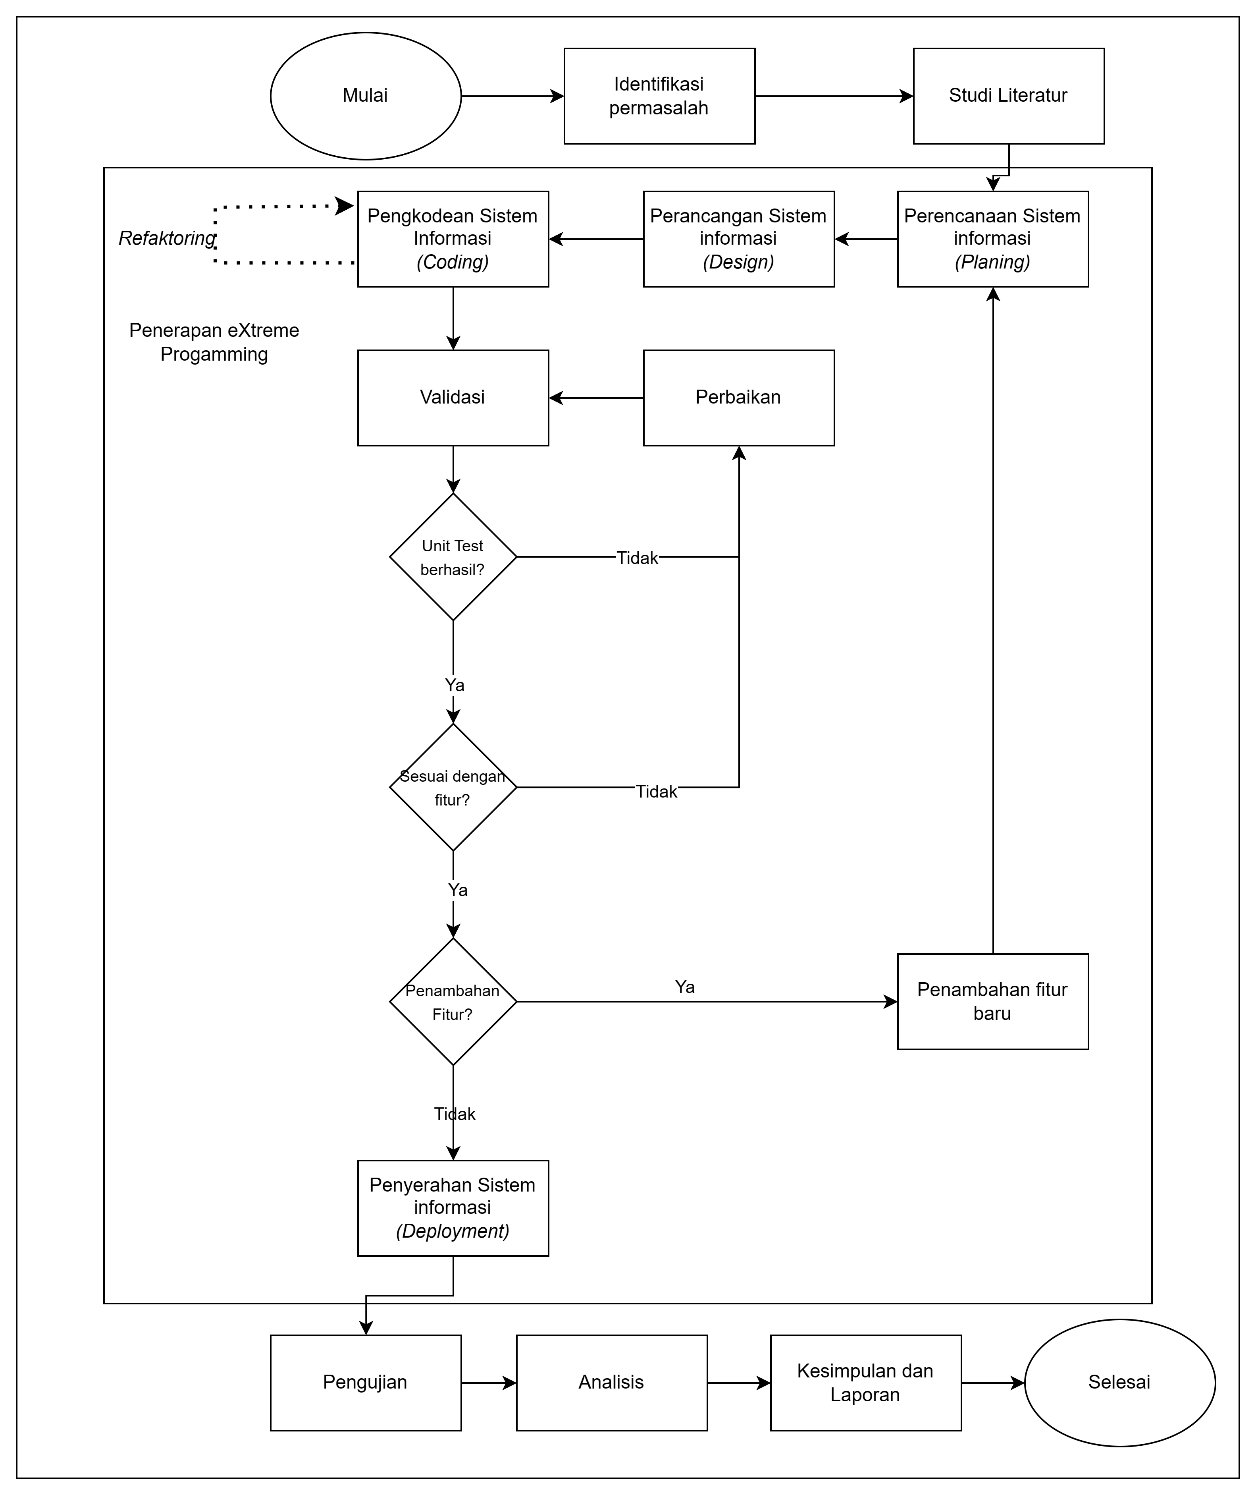 Mulai
Identifikasi
permasalah
Studi Literatur
Refaktoring
Pengkodean Sistem
Informasi
(Coding)
Perancangan Sistem
informasi
(Design)
Perencanaan Sistem
informasi
(Planing)
Penerapan eXtreme
Progamming
Validasi
Perbaikan
Unit Test
berhasil?
Tidak
Ya
Sesuai dengan
fitur?
Tidak
Ya
Penambahan
Fitur?
Ya
Penambahan fitur
baru
Tidak
Penyerahan Sistem
informasi
(Deployment)
Pengujian
Analisis
Kesimpulan dan
Laporan
Selesai